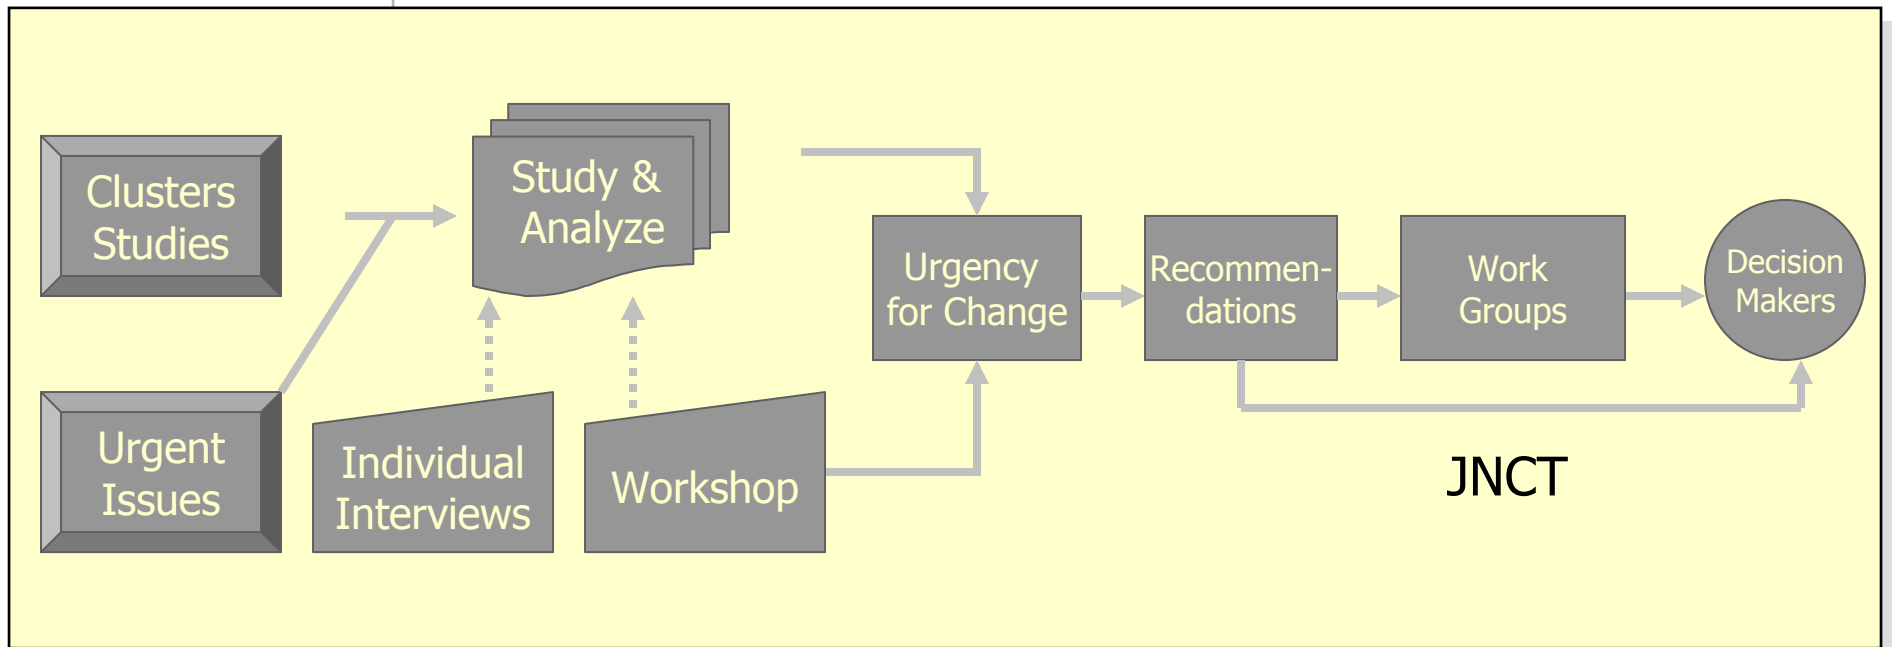 Clusters
Studies
Study &
Analyze
Urgency
for Change
Recommen-
dations
Work
Groups
Decision
Makers
Urgent
Issues
Individual
Interviews
Workshop
JNCT